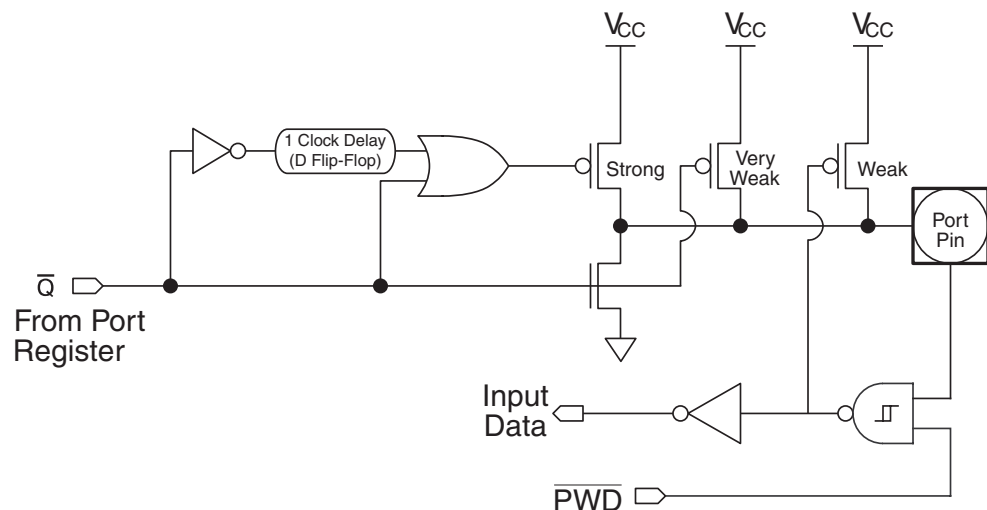 VCC
VCC
VCC
1 Clock Delay
(D Flip-Flop)
Strong
Very
Weak
Weak
Port
Pin
Q̅
From Port
Register
Input
Data
P̅W̅D̅